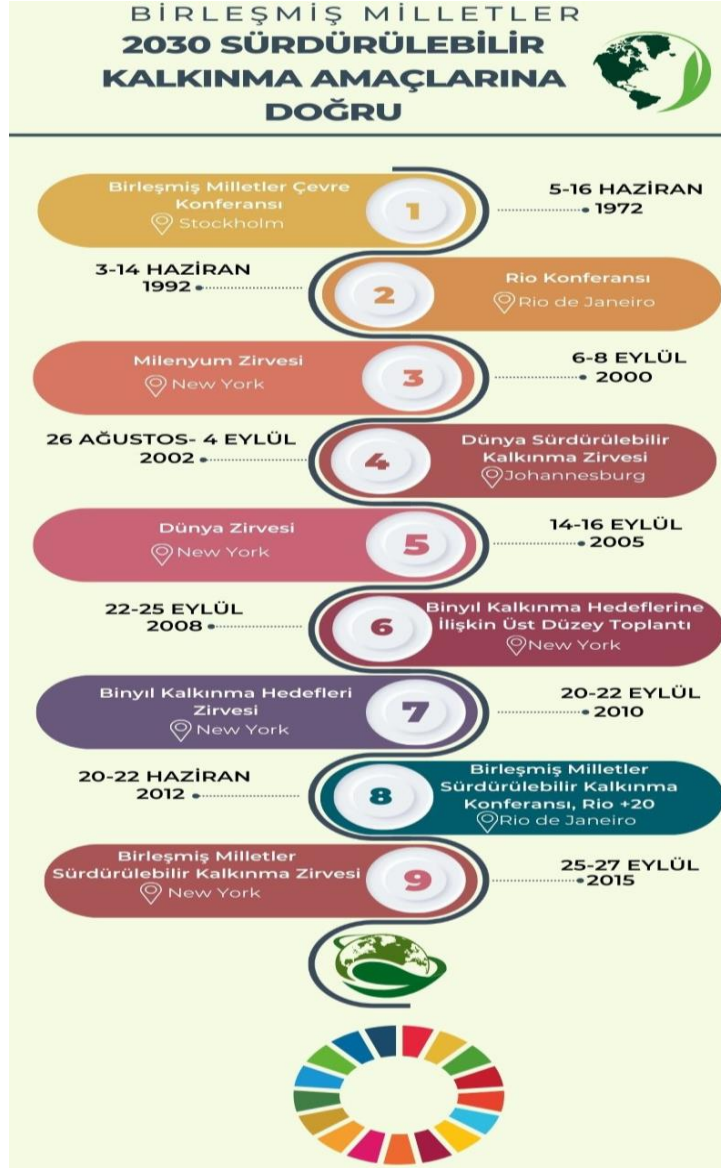 BİRLEŞMİŞ MİLLETLER
2030 SÜRDÜRÜLEBİLİR
KALKINMA AMAÇLARINA
DOĞRU
Birleşmiş Milletler Çevre
Konferansı
Stockholm
1
5-16 HAZİRAN
1972
3-14 HAZİRAN
1992
2
Rio Konferansı
Rio de Janeiro
Milenyum Zirvesi
New York
3
6-8 EYLÜL
2000
26 AĞUSTOS- 4 EYLÜL
2002
4
Dünya Sürdürülebilir
Kalkınma Zirvesi
Johannesburg
Dünya Zirvesi
New York
5
14-16 EYLÜL
2005
22-25 EYLÜL
2008
6
Binyıl Kalkınma Hedeflerine
İlişkin Üst Düzey Toplantı
New York
Binyıl Kalkınma Hedefleri
Zirvesi
New York
7
20-22 EYLÜL
2010
20-22 HAZİRAN
2012
8
Birleşmiş Milletler
Sürdürülebilir Kalkınma
Konferansı, Rio +20
Rio de Janeiro
Birleşmiş Milletler
Sürdürülebilir Kalkınma Zirvesi
New York
9
25-27 EYLÜL
2015